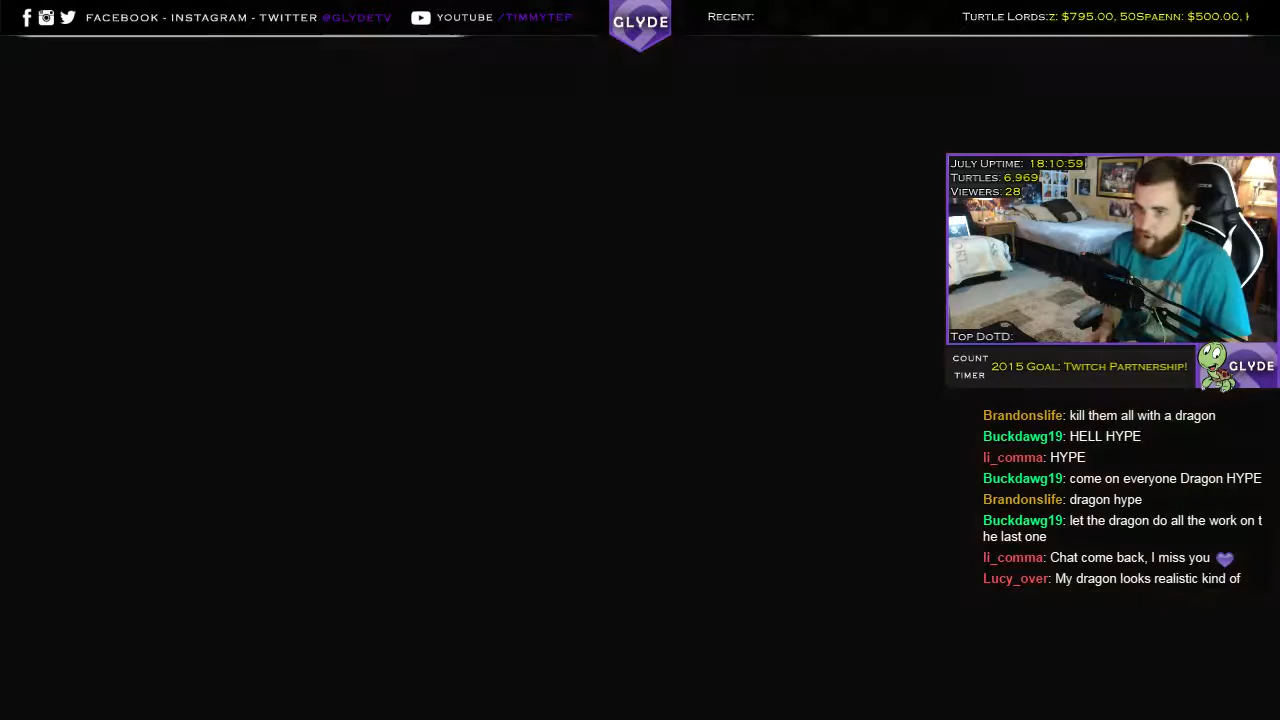 FACEBOOK - INSTAGRAM - TWITTER @GLYDETV
YOUTUBE /TIMMYTEP
GLYDE
RECENT:
TURTLE LORDS:Z: $795.00, 50SPAENN: $500.00,
JULY UPTIME: 18:10:59
TURTLES: 6,969
VIEWERS: 28
TOP DOTD:
COUNT
TIMER
2015 GOAL: TWITCH PARTNERSHIP!
GLYDE
Brandonslife: kill them all with a dragon
Buckdawg19: HELL HYPE
li_comma: HYPE
Buckdawg19: come on everyone Dragon HYPE
Brandonslife: dragon hype
Buckdawg19: let the dragon do all the work on t
he last one
li_comma: Chat come back, I miss you
Lucy_over: My dragon looks realistic kind of